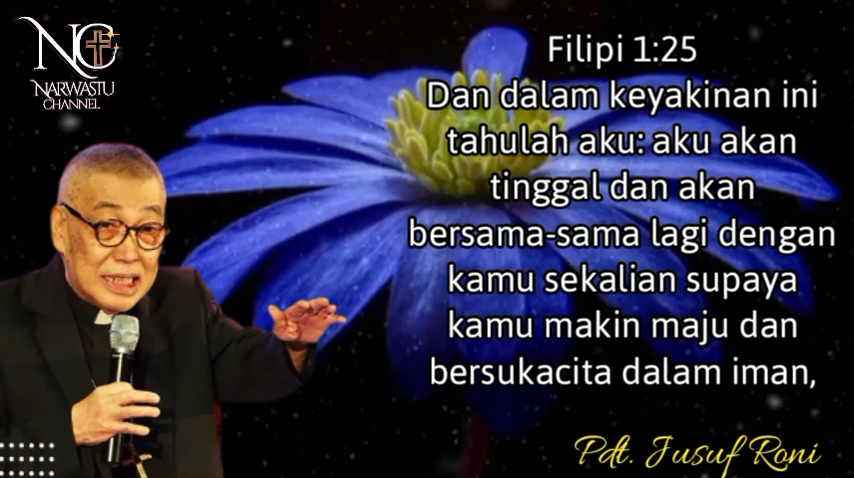 NC
NARWASTU
CHANNEL
Filipi 1:25
Dan dalam keyakinan ini
tahulah aku: aku akan
tinggal dan akan
bersama-sama lagi dengan
kamu sekalian supaya
kamu makin maju dan
bersukacita dalam iman,
Pdt. Jusuf Roni